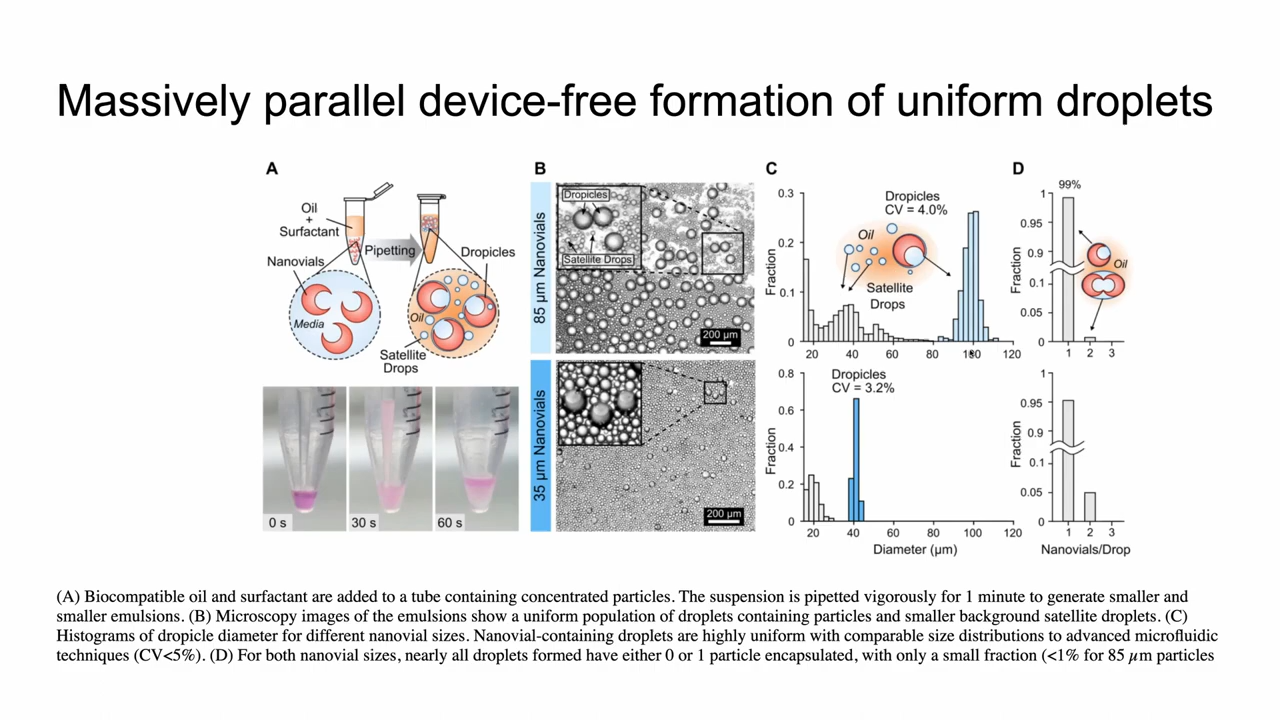 Massively parallel device-free formation of uniform droplets
A
Oil
+
Surfactant
Pipetting
Nanovials
Dropicles
Media
Oil
Satellite
Drops
0 s
30 s
60 s
B
85 µm Nanovials
Dropicles
Satellite Drops
200 µm
35 µm Nanovials
200 µm
C
Dropicles
CV = 4.0%
Oil
Satellite
Drops
Fraction
0.3
0.2
0.1
0
20 40 60 80 100 120
Dropicles
CV = 3.2%
Fraction
0.8
0.6
0.4
0.2
0
20 40 60 80 100 120
Diameter (µm)
D
99%
Oil
Fraction
1
0.95
0.9
0.1
0.05
0
1 2 3
Fraction
1
0.95
0.9
0.1
0.05
0
1 2 3
Nanovials/Drop
(A) Biocompatible oil and surfactant are added to a tube containing concentrated particles. The suspension is pipetted vigorously for 1 minute to generate smaller and
smaller emulsions. (B) Microscopy images of the emulsions show a uniform population of droplets containing particles and smaller background satellite droplets. (C)
Histograms of dropicle diameter for different nanovial sizes. Nanovial-containing droplets are highly uniform with comparable size distributions to advanced microfluidic
techniques (CV<5%). (D) For both nanovial sizes, nearly all droplets formed have either 0 or 1 particle encapsulated, with only a small fraction (<1% for 85 µm particles